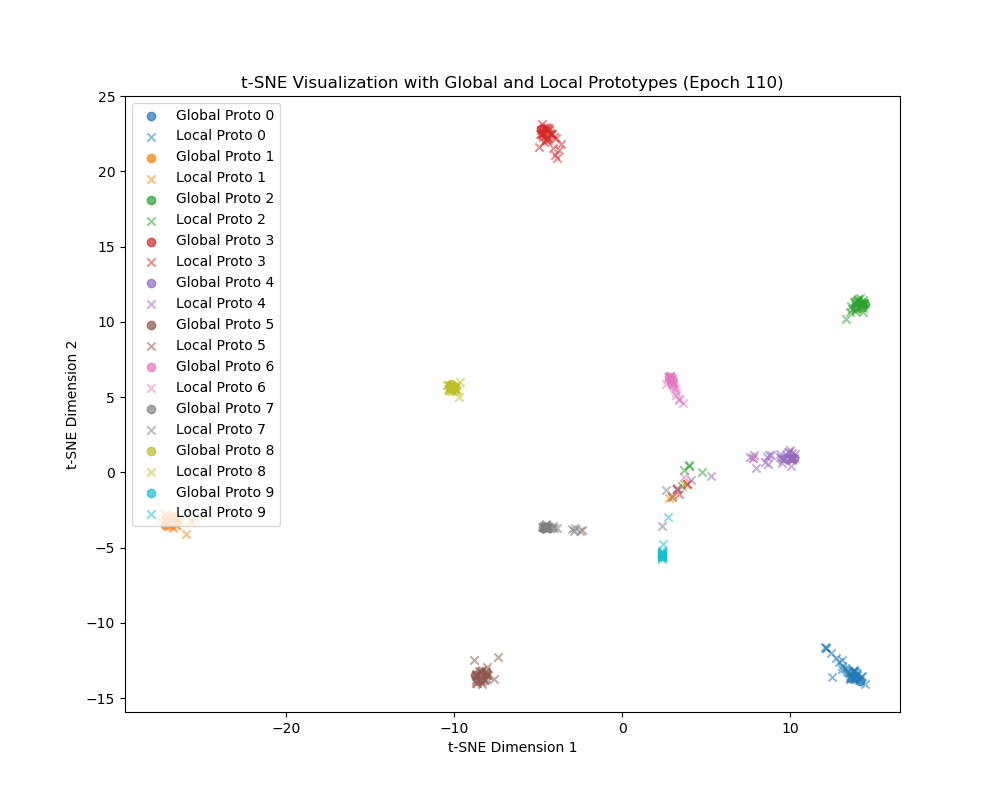 t-SNE Visualization with Global and Local Prototypes (Epoch 110)
25
20
15
10
5
0
−5
−10
−15
t-SNE Dimension 2
Global Proto 0
Local Proto 0
Global Proto 1
Local Proto 1
Global Proto 2
Local Proto 2
Global Proto 3
Local Proto 3
Global Proto 4
Local Proto 4
Global Proto 5
Local Proto 5
Global Proto 6
Local Proto 6
Global Proto 7
Local Proto 7
Global Proto 8
Local Proto 8
Global Proto 9
Local Proto 9
−20
−10
0
10
t-SNE Dimension 1